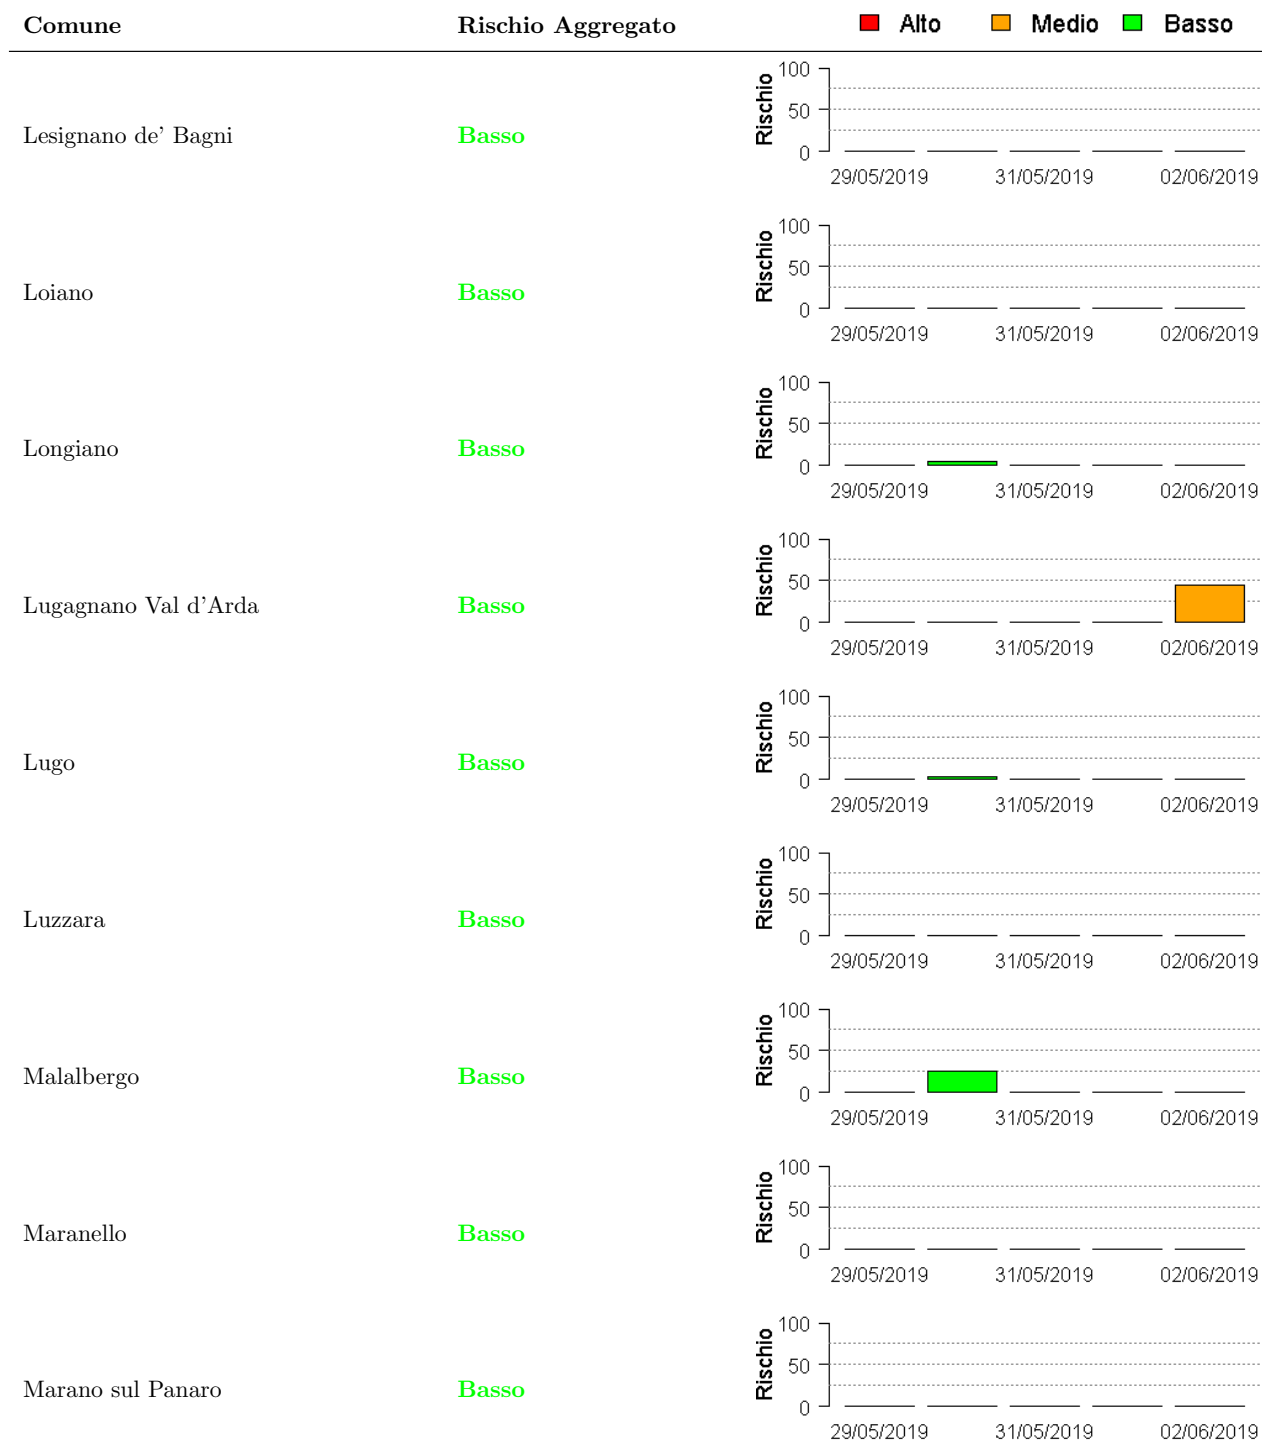 Comune Rischio Aggregato Alto Medio Basso
Lesignano de' Bagni Basso
Rischio
100
50
0
29/05/2019 31/05/2019 02/06/2019
Loiano Basso
Rischio
100
50
0
29/05/2019 31/05/2019 02/06/2019
Longiano Basso
Rischio
100
50
0
29/05/2019 31/05/2019 02/06/2019
Lugagnano Val d'Arda Basso
Rischio
100
50
0
29/05/2019 31/05/2019 02/06/2019
Lugo Basso
Rischio
100
50
0
29/05/2019 31/05/2019 02/06/2019
Luzzara Basso
Rischio
100
50
0
29/05/2019 31/05/2019 02/06/2019
Malalbergo Basso
Rischio
100
50
0
29/05/2019 31/05/2019 02/06/2019
Maranello Basso
Rischio
100
50
0
29/05/2019 31/05/2019 02/06/2019
Marano sul Panaro Basso
Rischio
100
50
0
29/05/2019 31/05/2019 02/06/2019